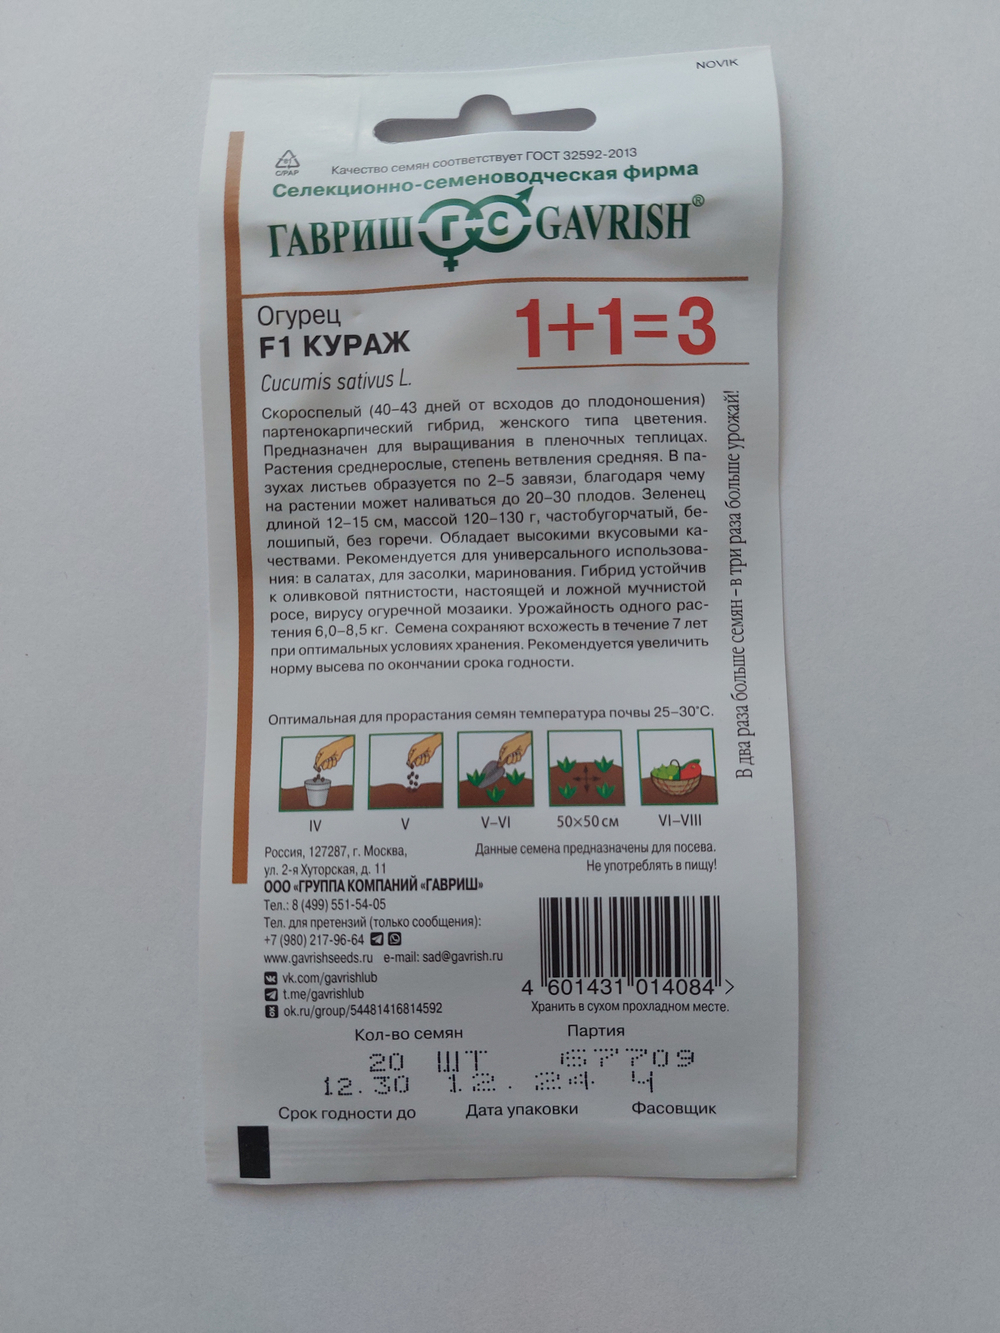 NOVIK
C/PAP
Качество семян соответствует ГОСТ 32592-2013
Селекционно-семеноводческая фирма
ГАВРИШ Г С GAVRISH®
Огурец
F1 КУРАЖ
1+1=3
Cucumis sativus L.
Скороспелый (40–43 дней от всходов до плодоношения)
партенокарпический гибрид, женского типа цветения.
Предназначен для выращивания в пленочных теплицах.
Растения среднерослые, степень ветвления средняя. В па-
зухах листьев образуется по 2–5 завязи, благодаря чему
на растении может наливаться до 20–30 плодов. Зеленец
длиной 12–15 см, массой 120–130 г, частобугорчатый, бе-
лошипый, без горечи. Обладает высокими вкусовыми ка-
чествами. Рекомендуется для универсального использова-
ния: в салатах, для засолки, маринования. Гибрид устойчив
к оливковой пятнистости, настоящей и ложной мучнистой
росе, вирусу огуречной мозаики. Урожайность одного рас-
тения 6,0–8,5 кг. Семена сохраняют всхожесть в течение 7 лет
при оптимальных условиях хранения. Рекомендуется увеличить
норму высева по окончании срока годности.
В два раза больше семян – в три раза больше урожай!
Оптимальная для прорастания семян температура почвы 25–30°С.
IV V V–VI 50×50 см VI–VIII
Россия, 127287, г. Москва,
ул. 2-я Хуторская, д. 11
ООО «ГРУППА КОМПАНИЙ «ГАВРИШ»
Тел.: 8 (499) 551-54-05
Тел. для претензий (только сообщения):
+7 (980) 217-96-64
www.gavrishseeds.ru e-mail: sad@gavrish.ru
vk.com/gavrishlub
t.me/gavrishlub
ok.ru/group/54481416814592
Данные семена предназначены для посева.
Не употреблять в пищу!
4 601431 014084 >
Хранить в сухом прохладном месте.
Кол-во семян Партия
20 ШТ 67709
12.30 12.24 4
Срок годности до Дата упаковки Фасовщик